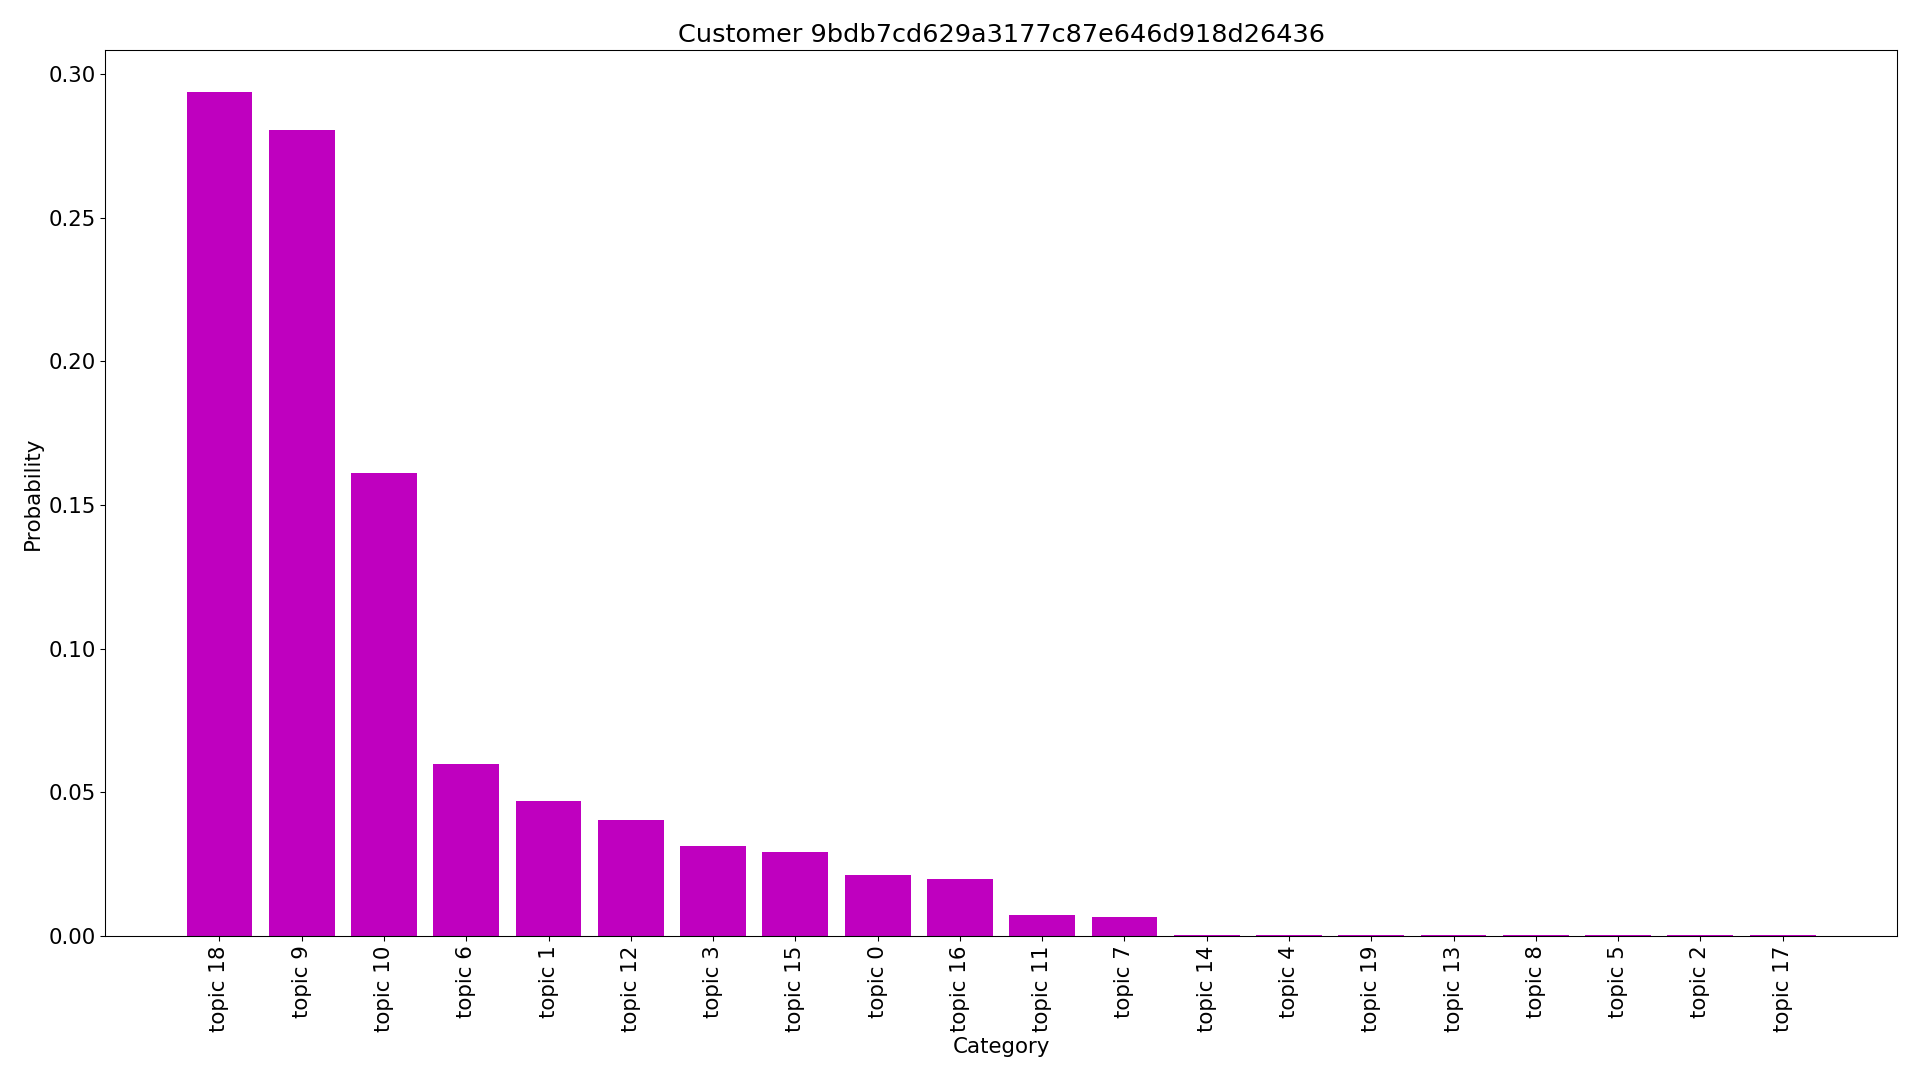 Customer 9bdb7cd629a3177c87e646d918d26436
Probability
0.30
0.25
0.20
0.15
0.10
0.05
0.00
topic 18
topic 9
topic 10
topic 6
topic 1
topic 12
topic 3
topic 15
topic 0
topic 16
topic 11
topic 7
topic 14
topic 4
topic 19
topic 13
topic 8
topic 5
topic 2
topic 17
Category